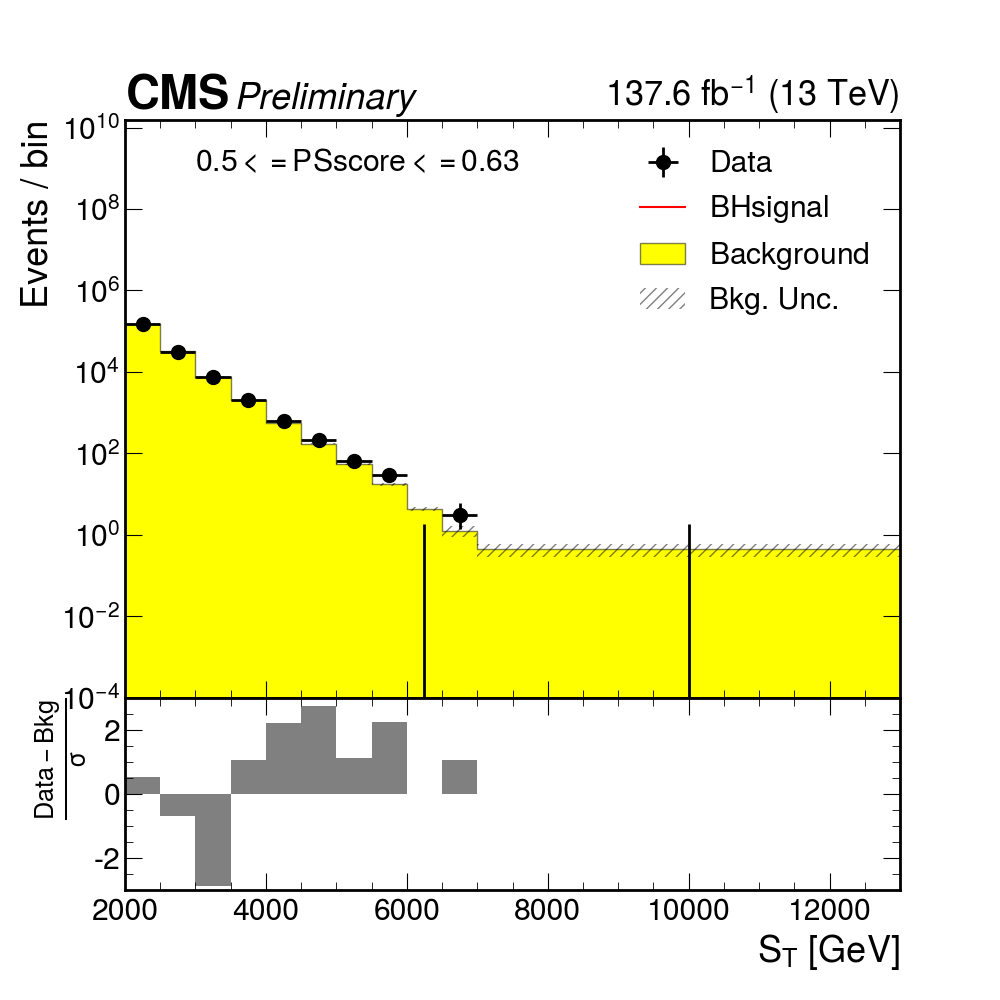 CMS Preliminary 137.6 fb⁻¹ (13 TeV)
Events / bin
10¹⁰
10⁸
10⁶
10⁴
10²
10⁰
10⁻²
10⁻⁴
0.5 < = PSscore < = 0.63
Data
BHsignal
Background
Bkg. Unc.
Data − Bkg
σ
2
0
-2
2000 4000 6000 8000 10000 12000
S_T [GeV]